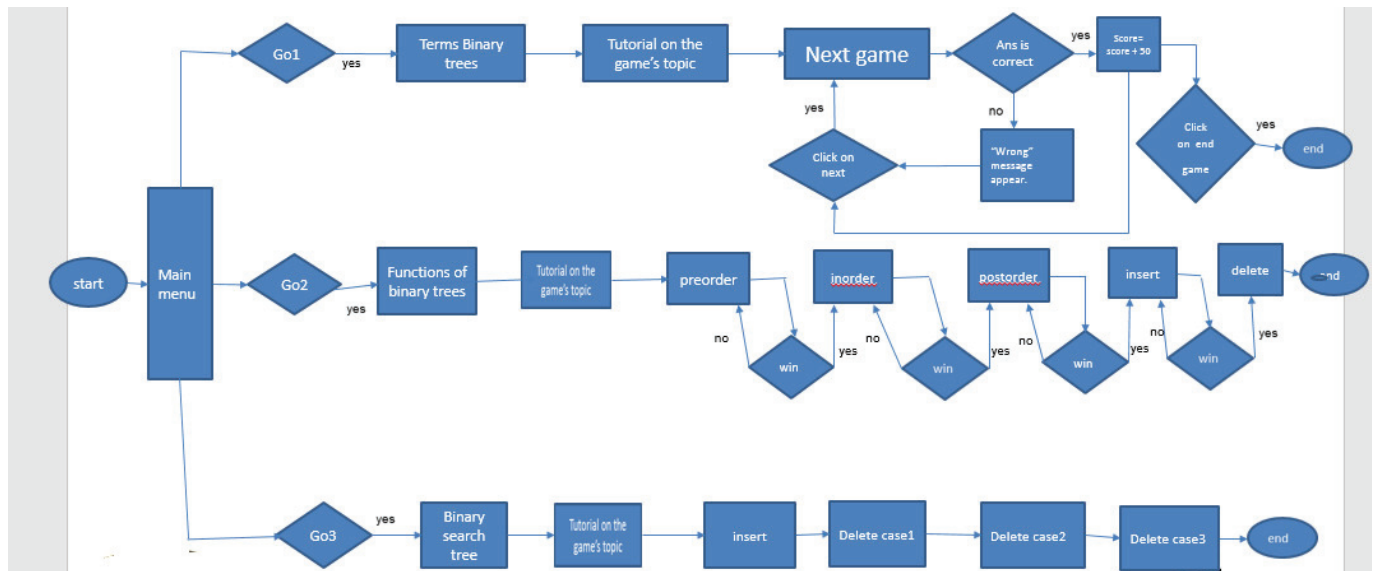 Go1
yes
Terms Binary
trees
Tutorial on the
game's topic
Next game
Ans is
correct
yes
Score=
score + 50
no
"Wrong"
message
appear.
Click on
next
yes
Click
on end
game
yes
end
start
Main
menu
Go2
yes
Functions of
binary trees
Tutorial on the
game's topic
preorder
no
win
yes
inorder
no
win
yes
postorder
no
win
yes
insert
no
win
yes
delete
end
Go3
yes
Binary
search
tree
Tutorial on the
game's topic
insert
Delete case1
Delete case2
Delete case3
end